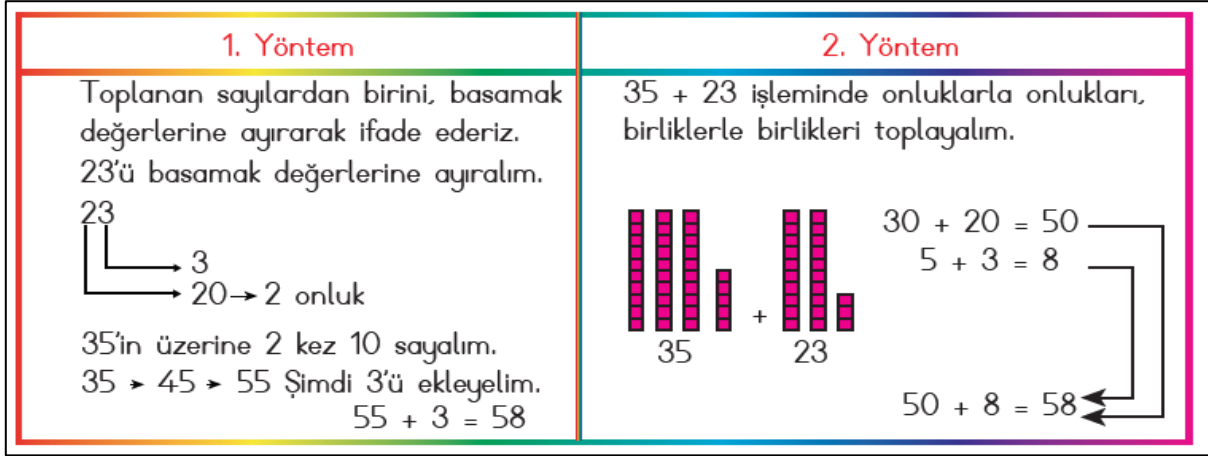 1. Yöntem
Toplanan sayılardan birini, basamak
değerlerine ayırarak ifade ederiz.
23'ü basamak değerlerine ayıralım.
23
3
20→ 2 onluk
35'in üzerine 2 kez 10 sayalım.
35 ➤ 45 ➤ 55 Şimdi 3'ü ekleyelim.
55 + 3 = 58
2. Yöntem
35 + 23 işleminde onluklarla onlukları,
birliklerle birlikleri toplayalım.
30 + 20 = 50
5 + 3 = 8
+
35 23
50 + 8 = 58